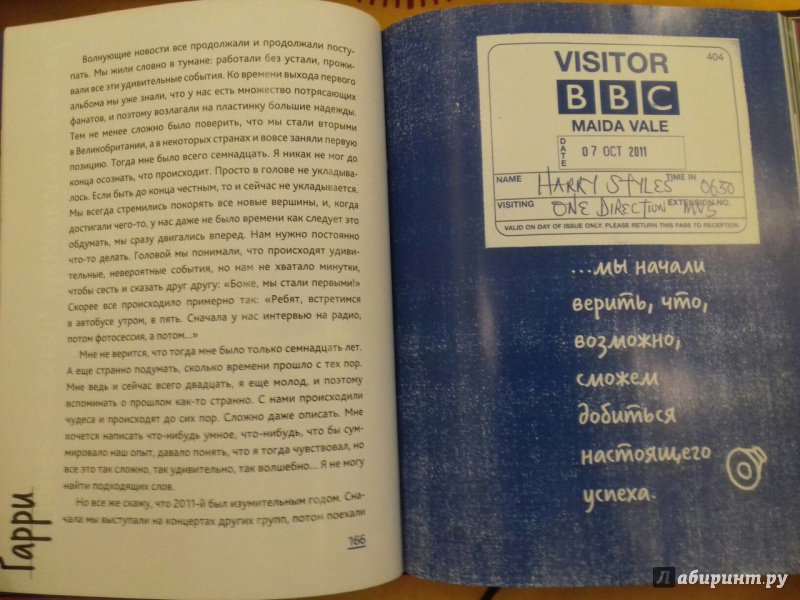 Волнующие новости все продолжали и продолжали посту-
пать. Мы жили словно в тумане: работали без устали, прожи-
вали все эти удивительные события. Ко времени выхода первого
альбома мы уже знали, что у нас есть множество потрясающих
фанатов, и поэтому возлагали на пластинку большие надежды.
Тем не менее сложно было поверить, что мы стали вторыми
в Великобритании, а в некоторых странах и вовсе заняли первую
позицию. Тогда мне было всего семнадцать. Я никак не мог до
конца осознать, что происходит. Просто в голове не укладыва-
лось. Если быть до конца честным, то и сейчас не укладывается.
Мы всегда стремились покорять все новые вершины, и, когда
достигали чего-то, у нас даже не было времени как следует это
обдумать, мы сразу двигались вперед. Нам нужно постоянно
что-то делать. Головой мы понимали, что происходят удиви-
тельные, невероятные события, но нам не хватало минутки,
чтобы сесть и сказать друг другу: «Боже, мы стали первыми!»
Скорее все происходило примерно так: «Ребят, встретимся
в автобусе утром, в пять. Сначала у нас интервью на радио,
потом фотосессия, а потом...»
Мне не верится, что тогда мне было только семнадцать лет.
А еще странно подумать, сколько времени прошло с тех пор.
Мне ведь и сейчас всего двадцать, я еще молод, и поэтому
вспоминать о прошлом как-то странно. С нами происходили
чудеса и происходят до сих пор. Сложно даже описать. Мне
хочется написать что-нибудь умное, что-нибудь, что бы сум-
мировало наш опыт, давало понять, что я тогда чувствовал, но
все это так сложно, так удивительно, так волшебно... Я не могу
найти подходящих слов.
Но все же скажу, что 2011-й был изумительным годом. Сна-
чала мы выступали на концертах других групп, потом поехали
166
Гарри
VISITOR
404
BBC
MAIDA VALE
DATE
07 OCT 2011
NAME HARRY STYLES TIME IN 0630
VISITING ONE DIRECTION EXTENSION NO. MV5
VALID ON DAY OF ISSUE ONLY. PLEASE RETURN THIS PASS TO RECEPTION
...мы начали
верить, что,
возможно,
сможем
добиться
настоящего
успеха.
Лабиринт.ру